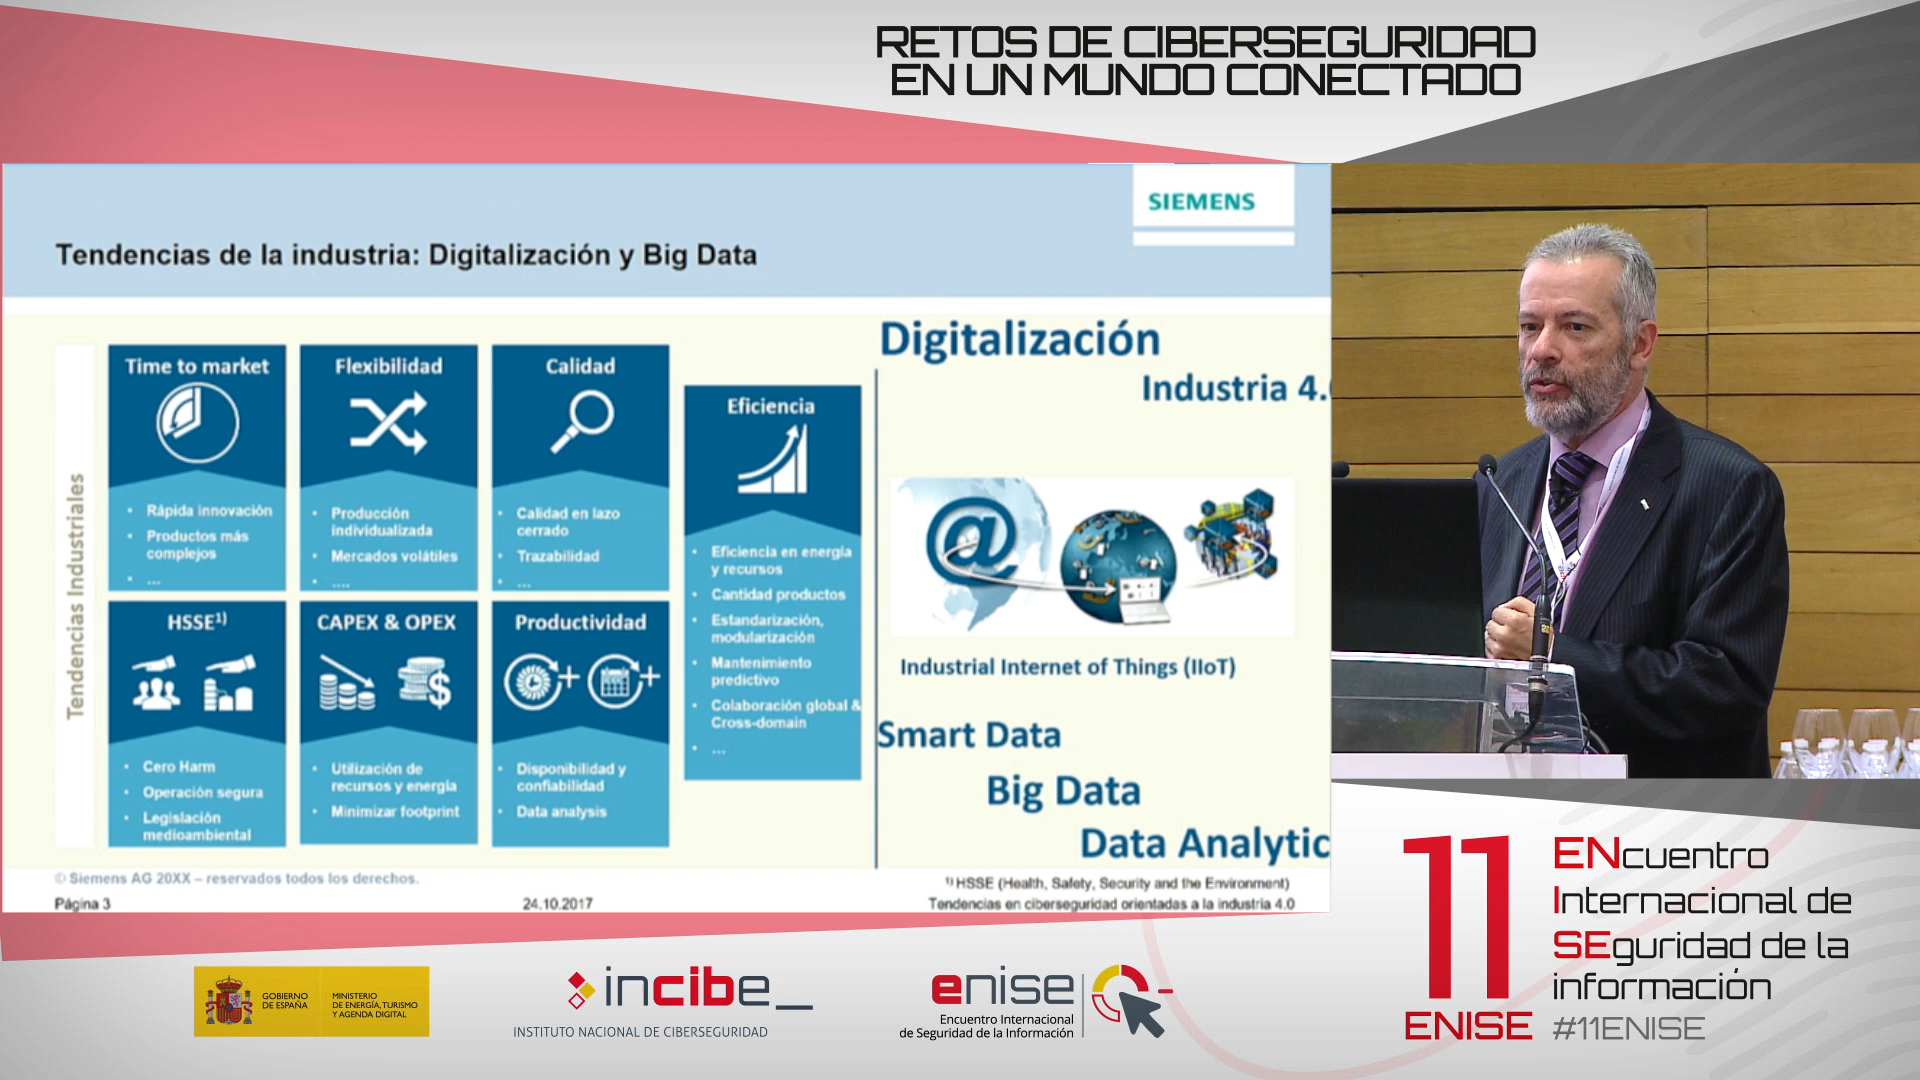 RETOS DE CIBERSEGURIDAD
EN UN MUNDO CONECTADO
SIEMENS
Tendencias de la industria: Digitalización y Big Data
Tendencias Industriales
Time to market
• Rápida innovación
• Productos más
complejos
• ...
Flexibilidad
• Producción
individualizada
• Mercados volátiles
• ....
Calidad
• Calidad en lazo
cerrado
• Trazabilidad
• ...
Eficiencia
• Eficiencia en energía
y recursos
• Cantidad productos
• Estandarización,
modularización
• Mantenimiento
predictivo
• Colaboración global &
Cross-domain
• ...
HSSE¹⁾
• Cero Harm
• Operación segura
• Legislación
medioambiental
CAPEX & OPEX
• Utilización de
recursos y energía
• Minimizar footprint
Productividad
• Disponibilidad y
confiabilidad
• Data analysis
Digitalización
Industria 4.
@
Industrial Internet of Things (IIoT)
Smart Data
Big Data
Data Analytic
© Siemens AG 20XX – reservados todos los derechos.
¹⁾ HSSE (Health, Safety, Security and the Environment)
Página 3
24.10.2017
Tendencias en ciberseguridad orientadas a la industria 4.0
GOBIERNO
DE ESPAÑA
MINISTERIO
DE ENERGÍA, TURISMO
Y AGENDA DIGITAL
incibe_
INSTITUTO NACIONAL DE CIBERSEGURIDAD
enise
Encuentro Internacional
de Seguridad de la Información
11
ENISE
ENcuentro
Internacional de
SEguridad de la
información
#11ENISE